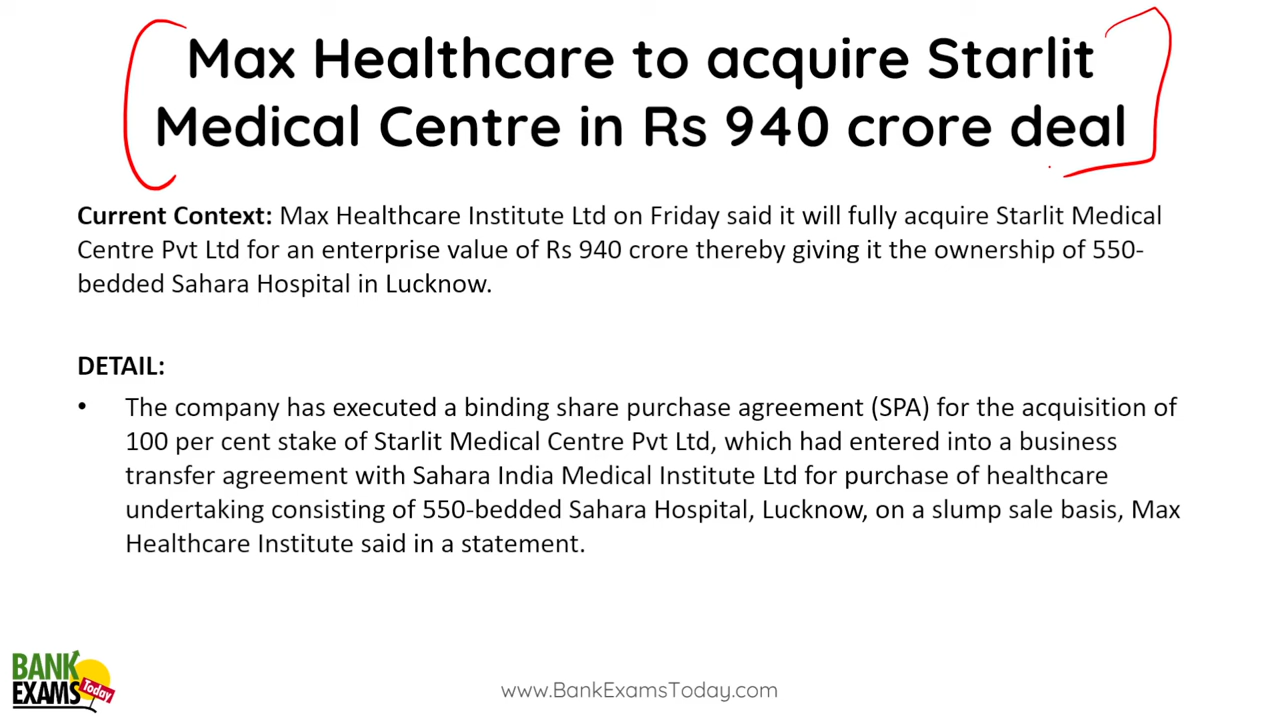 Max Healthcare to acquire Starlit
Medical Centre in Rs 940 crore deal
Current Context: Max Healthcare Institute Ltd on Friday said it will fully acquire Starlit Medical
Centre Pvt Ltd for an enterprise value of Rs 940 crore thereby giving it the ownership of 550-
bedded Sahara Hospital in Lucknow.
DETAIL:
• The company has executed a binding share purchase agreement (SPA) for the acquisition of
100 per cent stake of Starlit Medical Centre Pvt Ltd, which had entered into a business
transfer agreement with Sahara India Medical Institute Ltd for purchase of healthcare
undertaking consisting of 550-bedded Sahara Hospital, Lucknow, on a slump sale basis, Max
Healthcare Institute said in a statement.
BANK
EXAMS Today
www.BankExamsToday.com